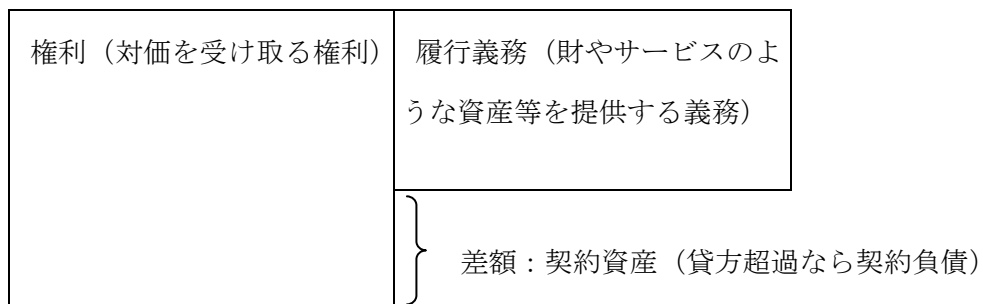 権利（対価を受け取る権利）
履行義務（財やサービスのよ
うな資産等を提供する義務）
差額：契約資産（貸方超過なら契約負債）